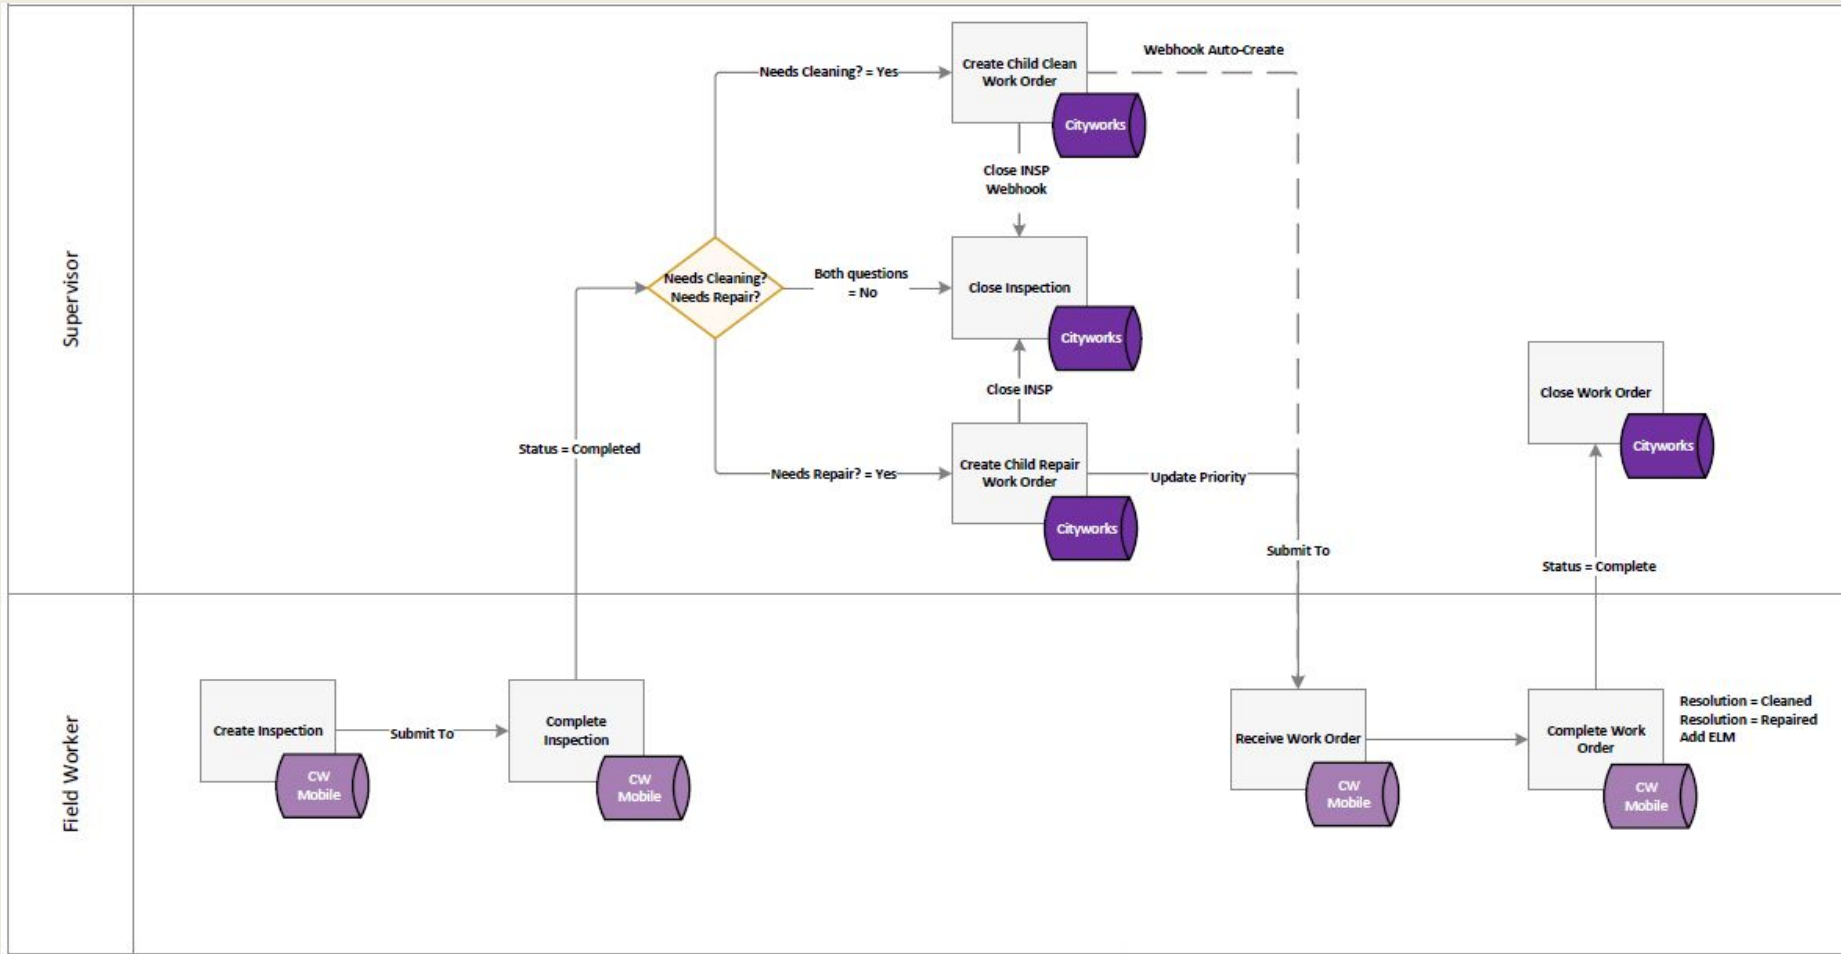 Supervisor
Webhook Auto-Create
Needs Cleaning? = Yes
Create Child Clean
Work Order
Cityworks
Close INSP
Webhook
Needs Cleaning?
Needs Repair?
Both questions
= No
Close Inspection
Cityworks
Close INSP
Status = Completed
Needs Repair? = Yes
Create Child Repair
Work Order
Cityworks
Update Priority
Submit To
Close Work Order
Cityworks
Status = Complete
Field Worker
Create Inspection
CW
Mobile
Submit To
Complete
Inspection
CW
Mobile
Receive Work Order
CW
Mobile
Complete Work
Order
CW
Mobile
Resolution = Cleaned
Resolution = Repaired
Add ELM